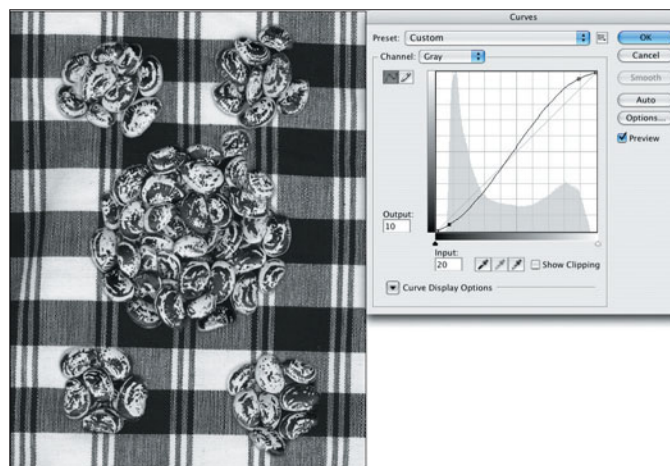 Curves
Preset: Custom
OK
Channel: Gray
Cancel
Smooth
Auto
Options...
Preview
Output:
10
Input:
20
Show Clipping
Curve Display Options